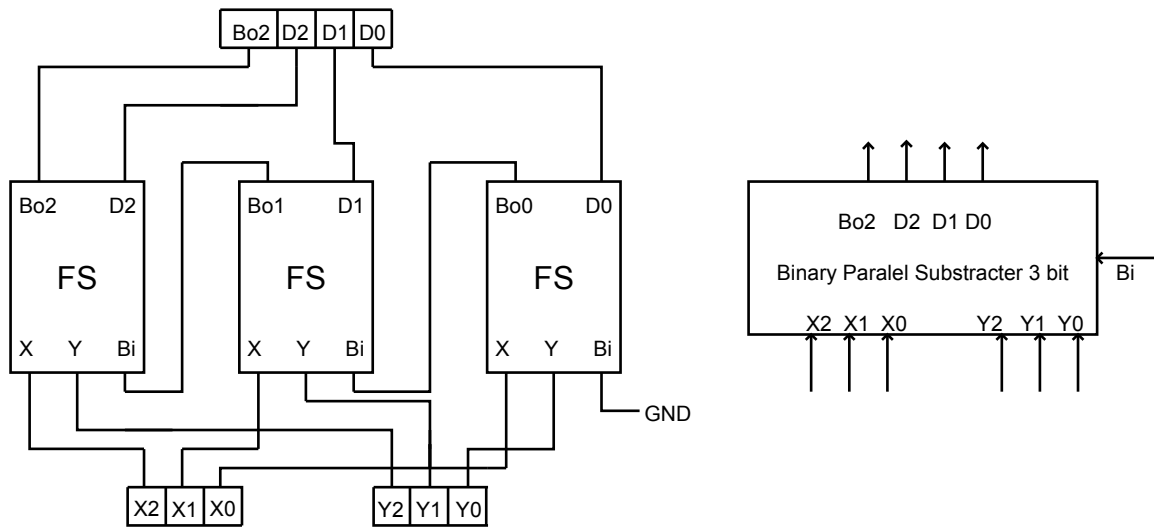 Bo2 D2 D1 D0
Bo2 D2
Bo1 D1
Bo0 D0
FS
FS
FS
X Y Bi
X Y Bi
X Y Bi
GND
X2 X1 X0
Y2 Y1 Y0
Bo2 D2 D1 D0
Binary Paralel Substracter 3 bit
Bi
X2 X1 X0
Y2 Y1 Y0